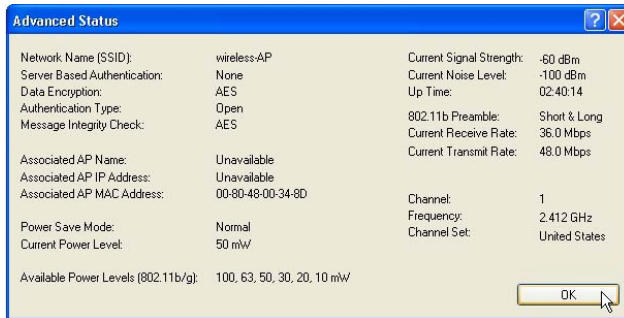 Advanced Status
Network Name (SSID): wireless-AP
Server Based Authentication: None
Data Encryption: AES
Authentication Type: Open
Message Integrity Check: AES
Associated AP Name: Unavailable
Associated AP IP Address: Unavailable
Associated AP MAC Address: 00-80-48-00-34-8D
Power Save Mode: Normal
Current Power Level: 50 mW
Available Power Levels (802.11b/g): 100, 63, 50, 30, 20, 10 mW
Current Signal Strength: -60 dBm
Current Noise Level: -100 dBm
Up Time: 02:40:14
802.11b Preamble: Short & Long
Current Receive Rate: 36.0 Mbps
Current Transmit Rate: 48.0 Mbps
Channel: 1
Frequency: 2.412 GHz
Channel Set: United States
OK